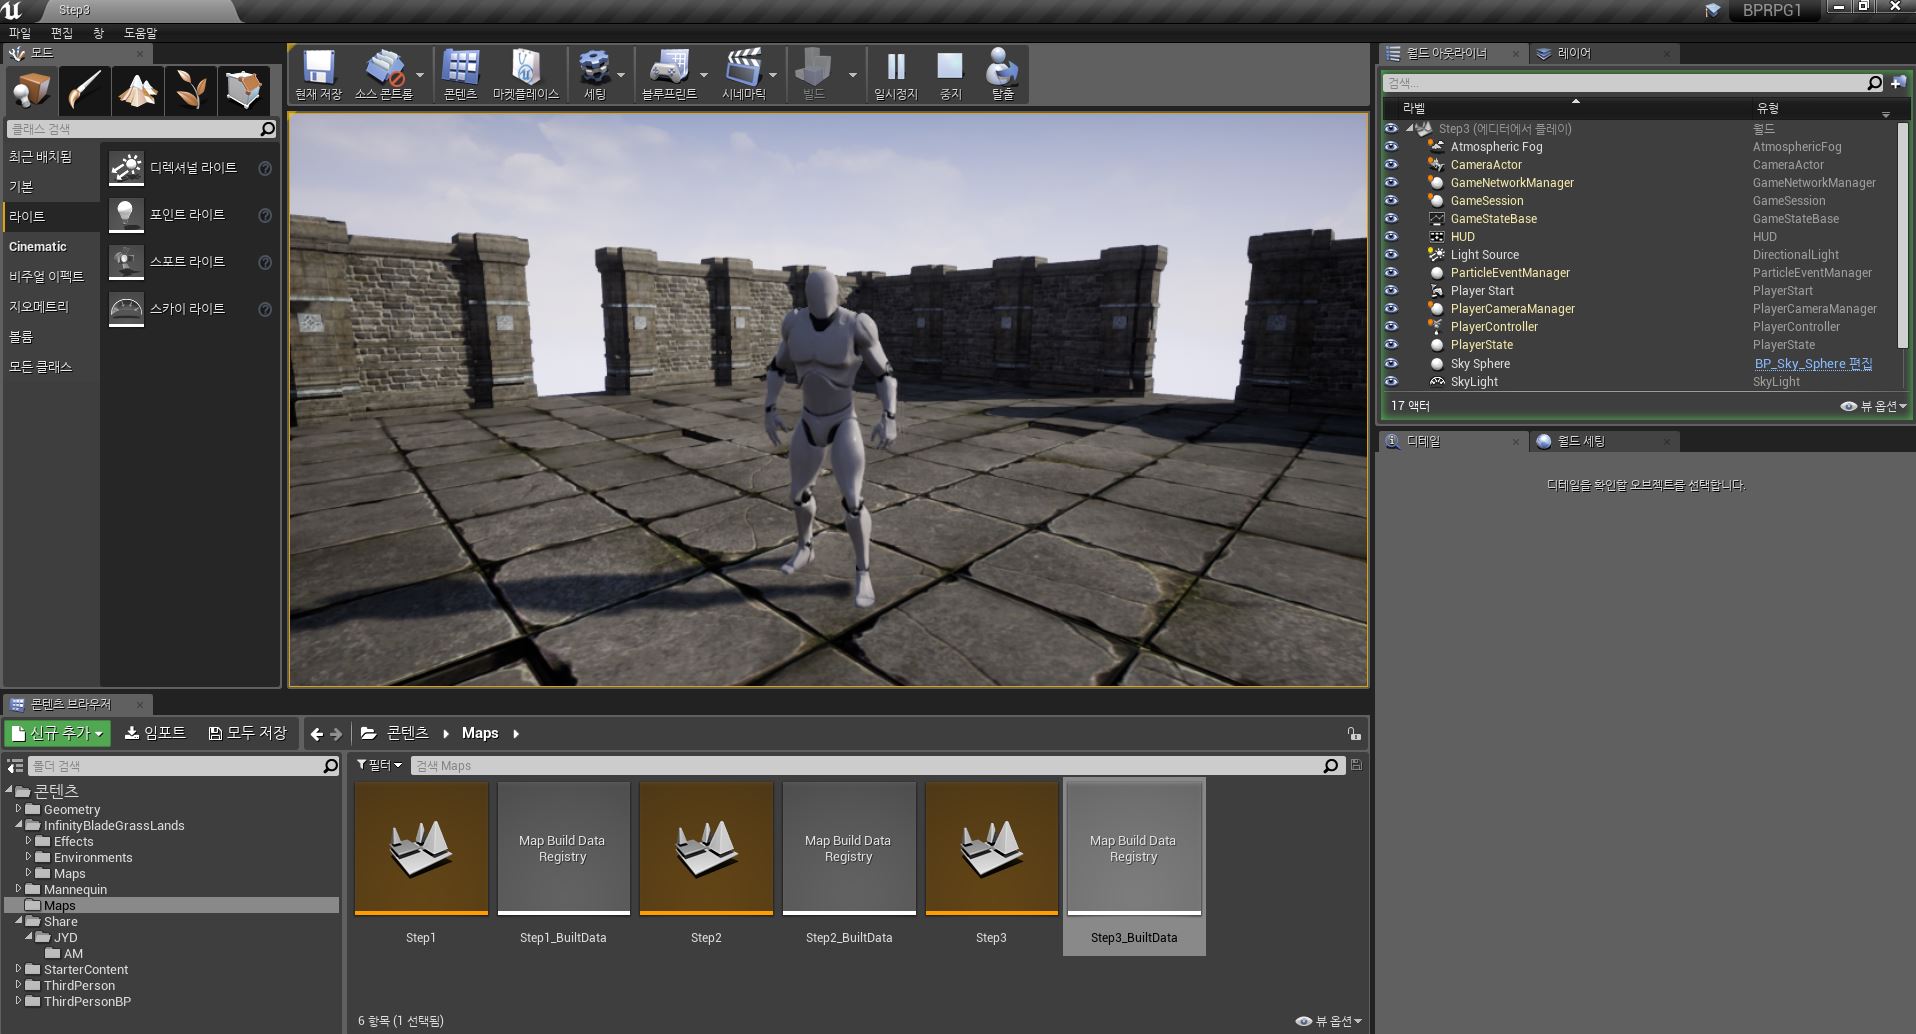 Step3
BPRPG1
파일 편집 창 도움말
모드
클래스 검색
최근 배치됨
기본
라이트
Cinematic
비주얼 이펙트
지오메트리
볼륨
모든 클래스
디렉셔널 라이트
포인트 라이트
스포트 라이트
스카이 라이트
현재 저장
소스 콘트롤
콘텐츠
마켓플레이스
세팅
블루프린트
시네마틱
빌드
일시정지
중지
탈출
월드 아웃라이너
레이어
검색...
라벨 유형
Step3 (에디터에서 플레이) 월드
Atmospheric Fog AtmosphericFog
CameraActor CameraActor
GameNetworkManager GameNetworkManager
GameSession GameSession
GameStateBase GameStateBase
HUD HUD
Light Source DirectionalLight
ParticleEventManager ParticleEventManager
Player Start PlayerStart
PlayerCameraManager PlayerCameraManager
PlayerController PlayerController
PlayerState PlayerState
Sky Sphere BP_Sky_Sphere 편집
SkyLight SkyLight
17 액터
뷰 옵션
디테일
월드 세팅
디테일을 확인할 오브젝트를 선택합니다.
콘텐츠 브라우저
신규 추가
임포트
모두 저장
콘텐츠
Maps
폴더 검색
콘텐츠
Geometry
InfinityBladeGrassLands
Effects
Environments
Maps
Mannequin
Maps
Share
JYD
AM
StarterContent
ThirdPerson
ThirdPersonBP
필터
검색 Maps
Map Build Data
Registry
Map Build Data
Registry
Map Build Data
Registry
Step1
Step1_BuiltData
Step2
Step2_BuiltData
Step3
Step3_BuiltData
6 항목 (1 선택됨)
뷰 옵션